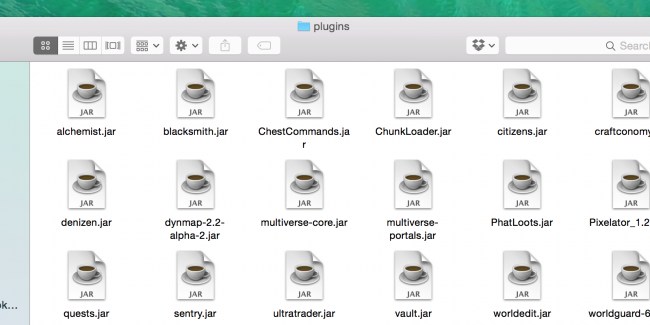 plugins
Search
JAR JAR JAR JAR JAR JAR
alchemist.jar blacksmith.jar ChestCommands.ja ChunkLoader.jar citizens.jar craftconomy
r
JAR JAR JAR JAR JAR JAR
denizen.jar dynmap-2.2- multiverse-core.jar multiverse- PhatLoots.jar Pixelator_1.2
alpha-2.jar portals.jar
JAR JAR JAR JAR JAR JAR
ok... quests.jar sentry.jar ultratrader.jar vault.jar worldedit.jar worldguard-6